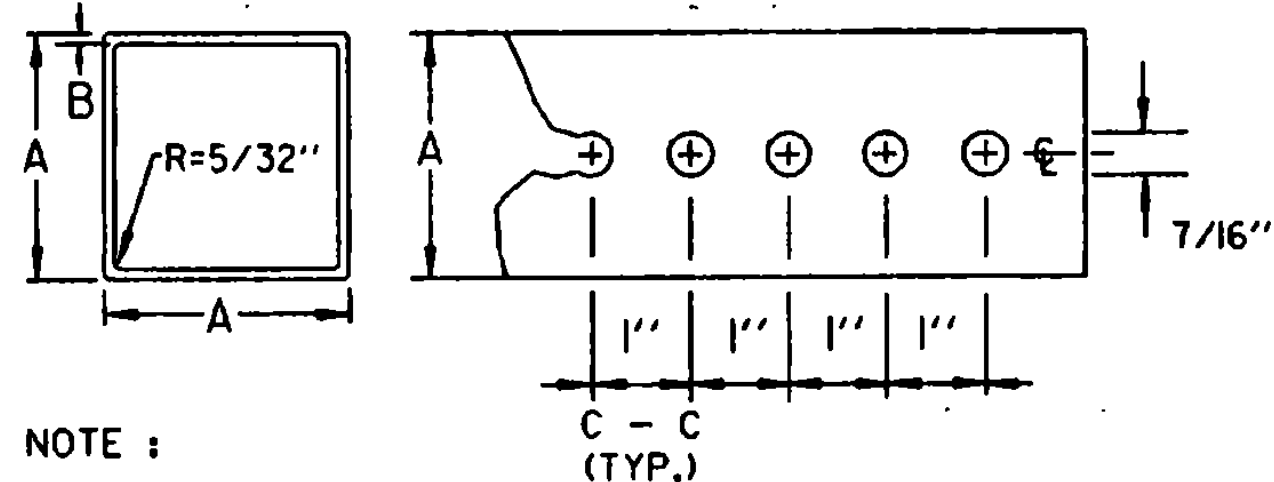 B
A
R=5/32"
A
A
℄
7/16"
1" 1" 1" 1"
C - C
(TYP.)
NOTE :